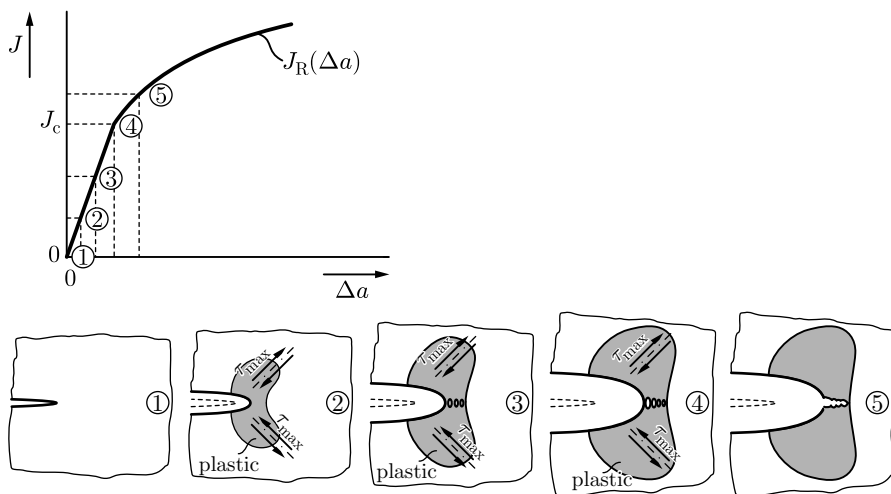 J
J_R(Δa)
⑤
J_c
④
③
②
0
①
0
Δa
τ_max
τ_max
τ_max
τ_max
①
②
③
④
⑤
τ_max
τ_max
plastic
plastic
plastic